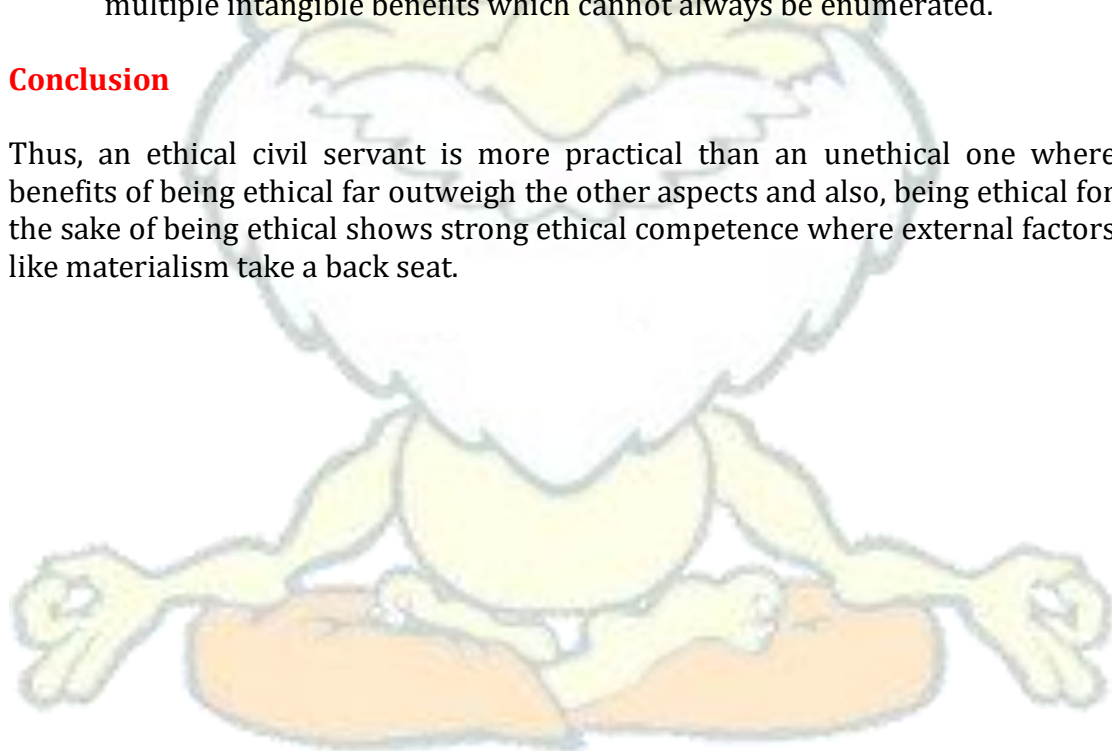 multiple intangible benefits which cannot always be enumerated.
Conclusion
Thus, an ethical civil servant is more practical than an unethical one where
benefits of being ethical far outweigh the other aspects and also, being ethical for
the sake of being ethical shows strong ethical competence where external factors
like materialism take a back seat.